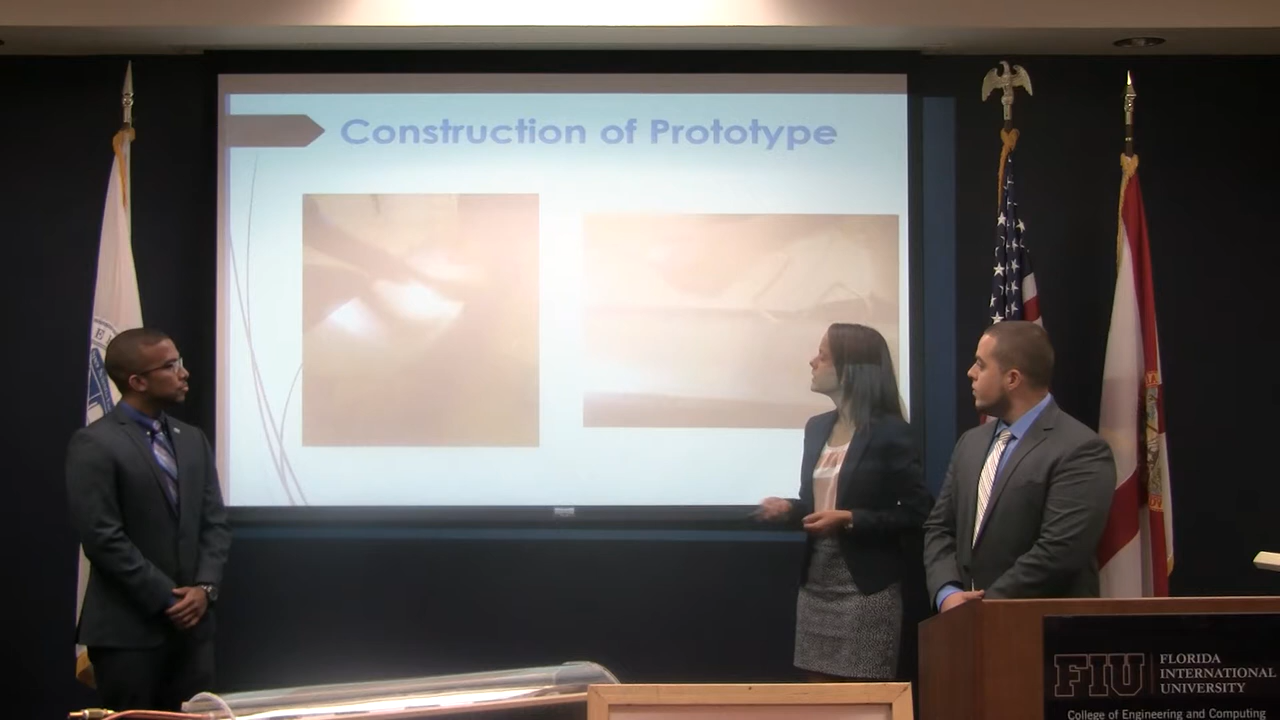 Construction of Prototype
FIU
FLORIDA
INTERNATIONAL
UNIVERSITY
College of Engineering and Computing